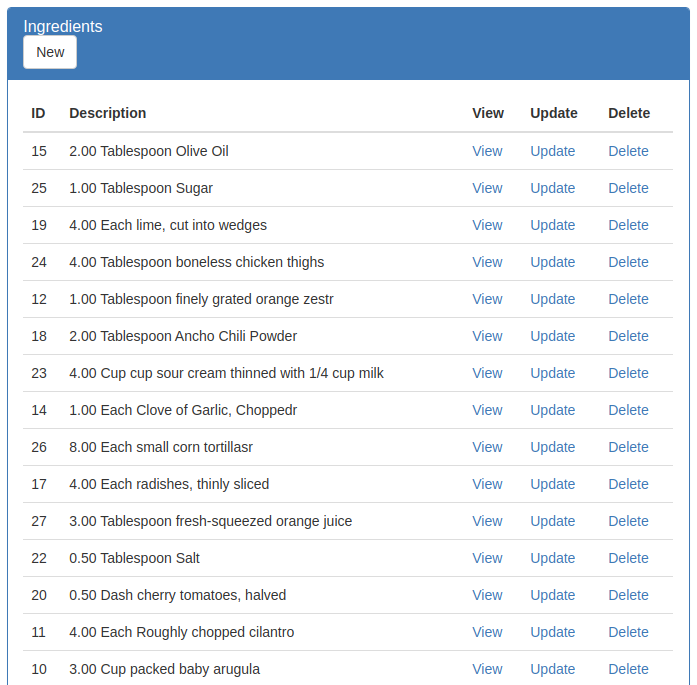 Ingredients
New
ID Description View Update Delete
15 2.00 Tablespoon Olive Oil View Update Delete
25 1.00 Tablespoon Sugar View Update Delete
19 4.00 Each lime, cut into wedges View Update Delete
24 4.00 Tablespoon boneless chicken thighs View Update Delete
12 1.00 Tablespoon finely grated orange zestr View Update Delete
18 2.00 Tablespoon Ancho Chili Powder View Update Delete
23 4.00 Cup cup sour cream thinned with 1/4 cup milk View Update Delete
14 1.00 Each Clove of Garlic, Choppedr View Update Delete
26 8.00 Each small corn tortillasr View Update Delete
17 4.00 Each radishes, thinly sliced View Update Delete
27 3.00 Tablespoon fresh-squeezed orange juice View Update Delete
22 0.50 Tablespoon Salt View Update Delete
20 0.50 Dash cherry tomatoes, halved View Update Delete
11 4.00 Each Roughly chopped cilantro View Update Delete
10 3.00 Cup packed baby arugula View Update Delete